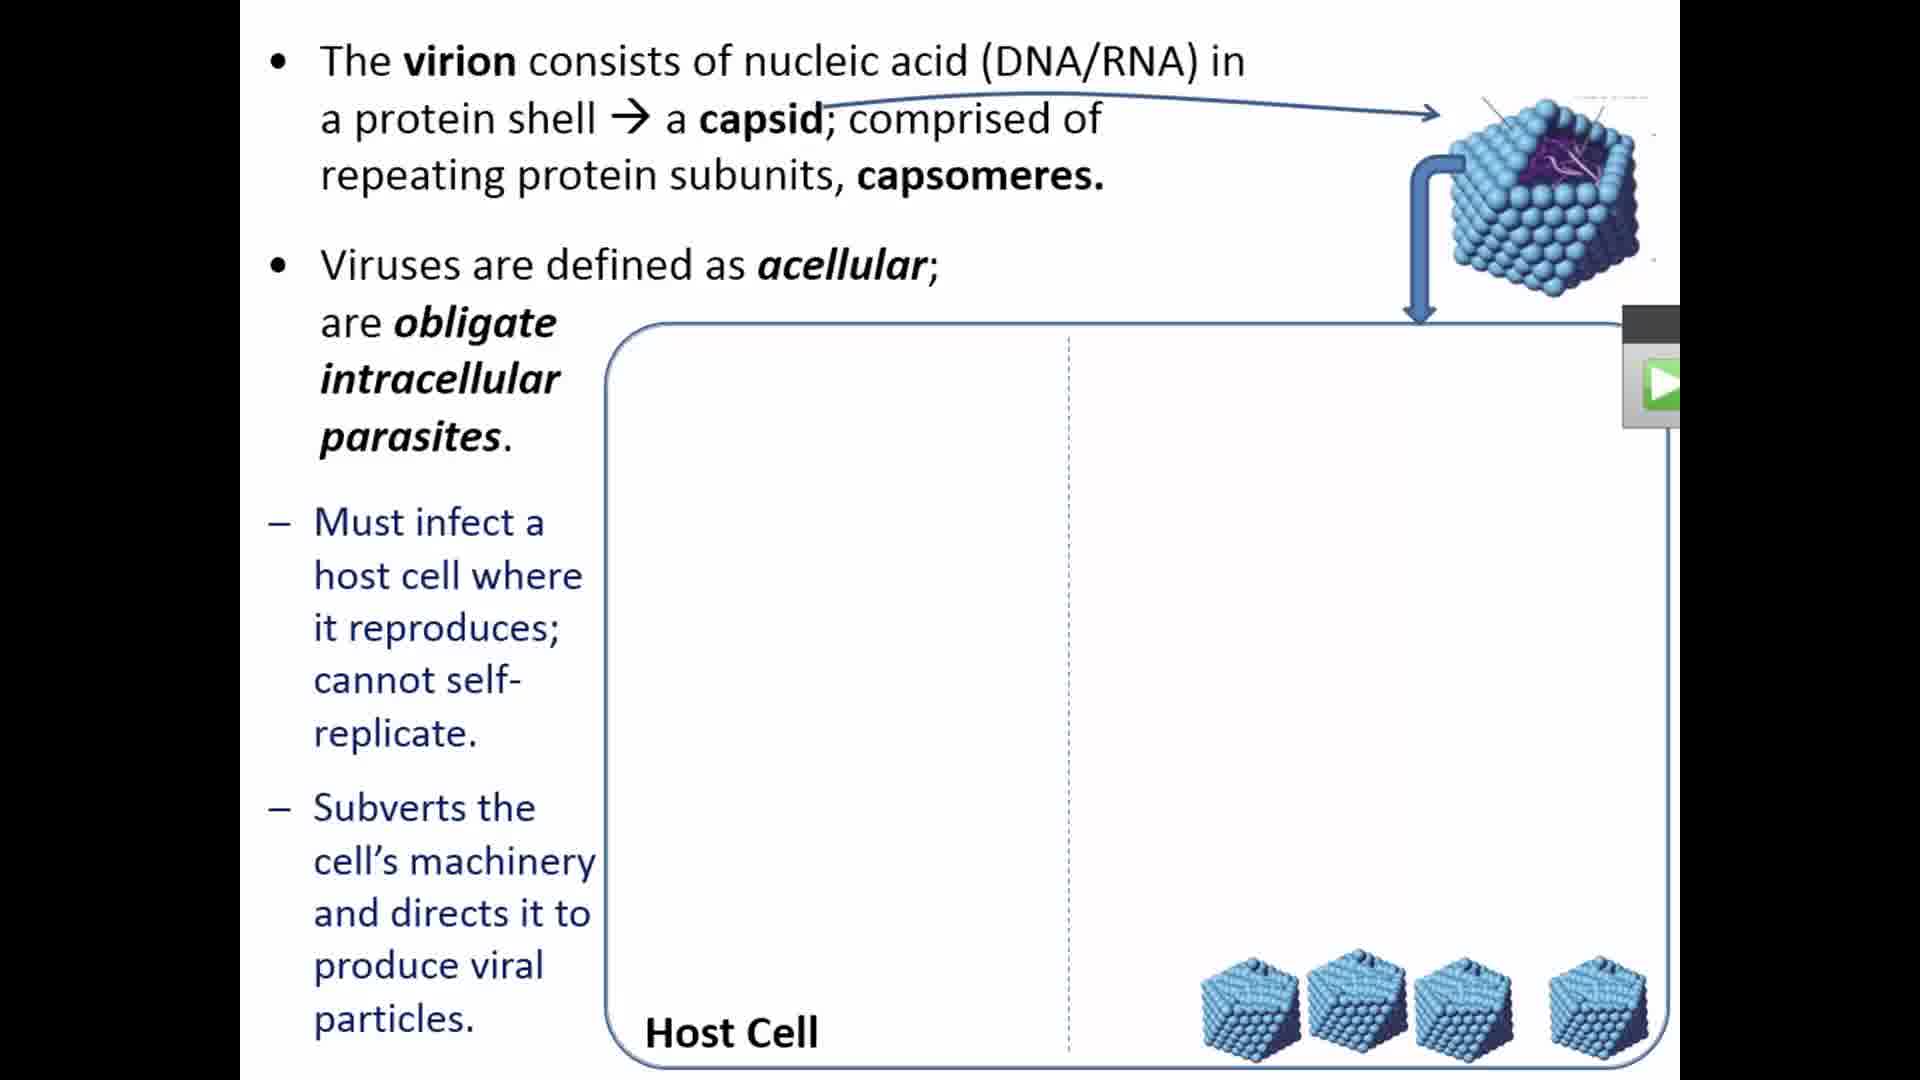 • The virion consists of nucleic acid (DNA/RNA) in
a protein shell → a capsid; comprised of
repeating protein subunits, capsomeres.
• Viruses are defined as acellular;
are obligate
intracellular
parasites.
– Must infect a
host cell where
it reproduces;
cannot self-
replicate.
– Subverts the
cell’s machinery
and directs it to
produce viral
particles.
Host Cell